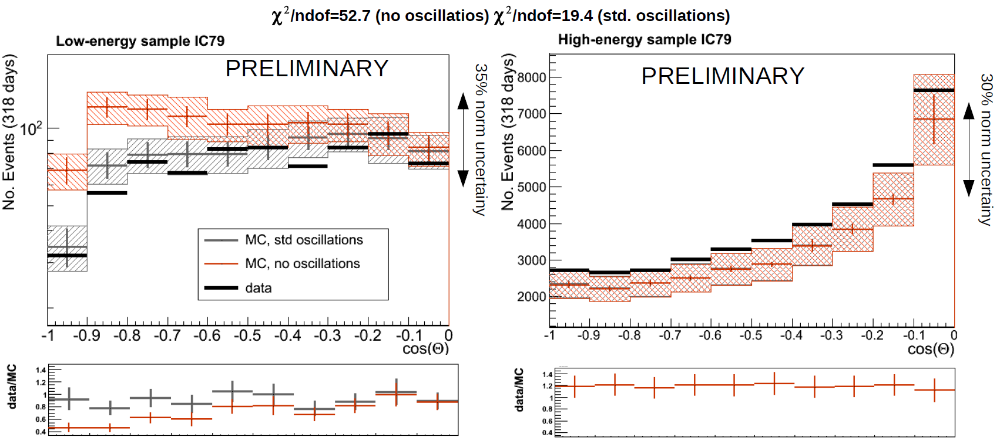 χ²/ndof=52.7 (no oscillatios) χ²/ndof=19.4 (std. oscillations)
Low-energy sample IC79
PRELIMINARY
No. Events (318 days)
10²
35% norm uncertainy
MC, std oscillations
MC, no oscillations
data
-1 -0.9 -0.8 -0.7 -0.6 -0.5 -0.4 -0.3 -0.2 -0.1 0
cos(Θ)
data/MC
1.4
1.2
1
0.8
0.6
0.4
High-energy sample IC79
PRELIMINARY
No. Events (318 days)
8000
7000
6000
5000
4000
3000
2000
30% norm uncertainy
-1 -0.9 -0.8 -0.7 -0.6 -0.5 -0.4 -0.3 -0.2 -0.1 0
cos(Θ)
data/MC
1.4
1.2
1
0.8
0.6
0.4